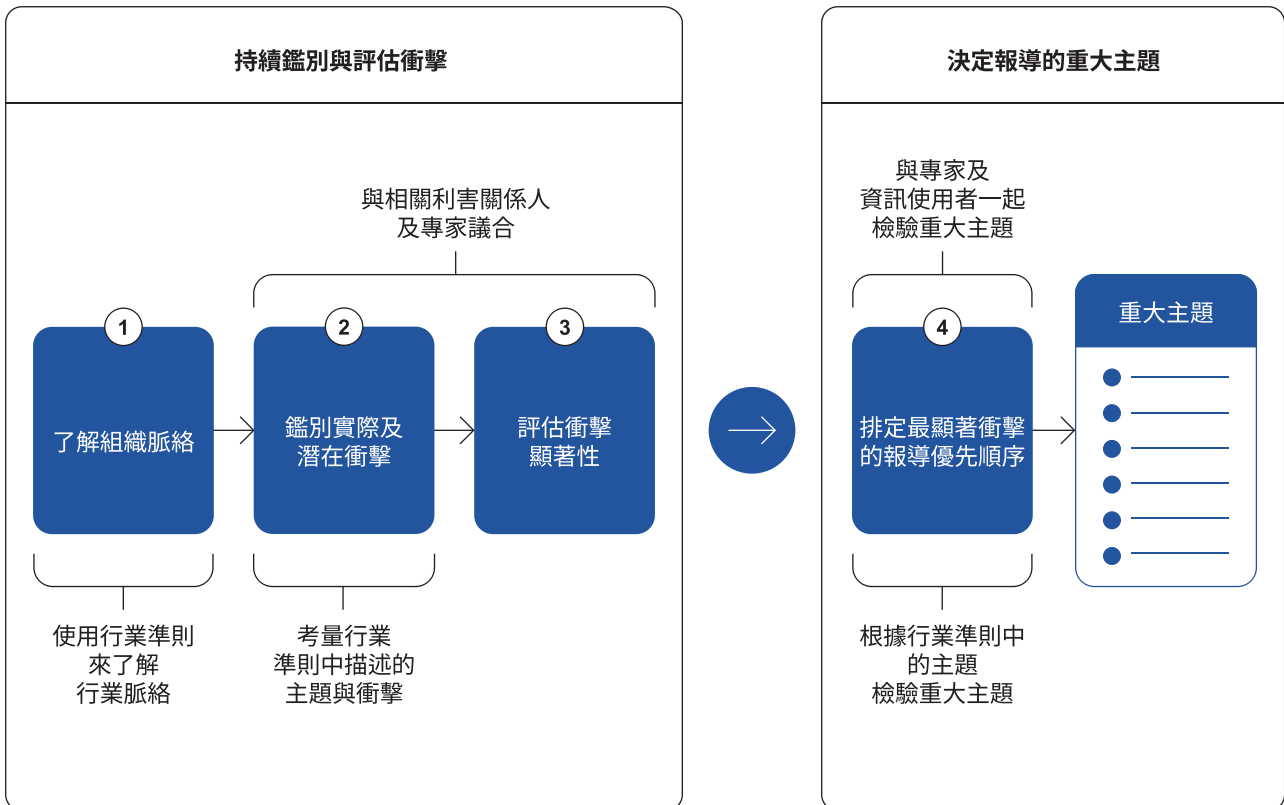 持續鑑別與評估衝擊
與相關利害關係人
及專家議合
1
了解組織脈絡
2
鑑別實際及
潛在衝擊
3
評估衝擊
顯著性
使用行業準則
來了解
行業脈絡
考量行業
準則中描述的
主題與衝擊
決定報導的重大主題
與專家及
資訊使用者一起
檢驗重大主題
4
排定最顯著衝擊
的報導優先順序
重大主題
根據行業準則中
的主題
檢驗重大主題